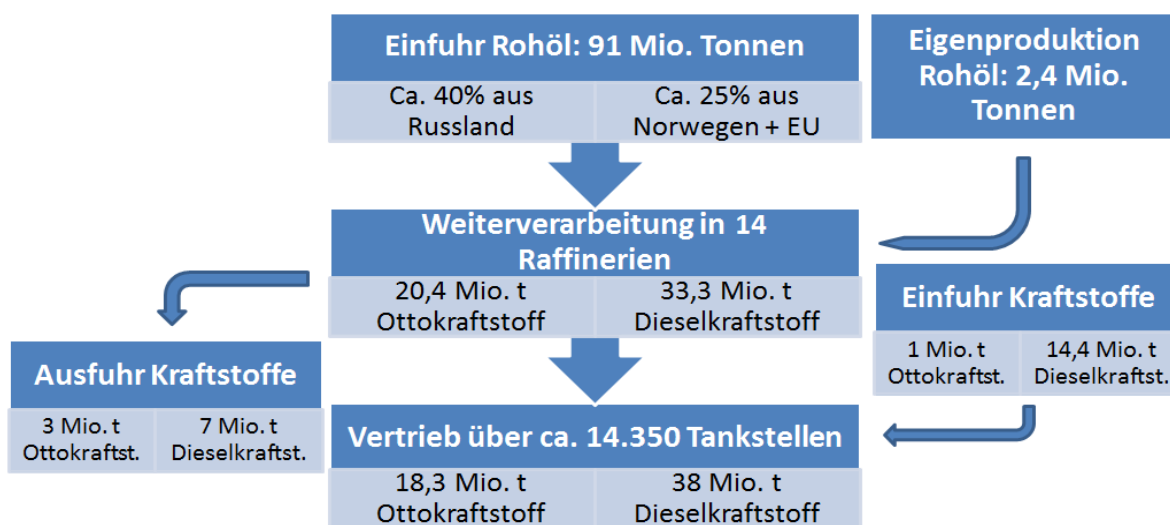 Einfuhr Rohöl: 91 Mio. Tonnen
Ca. 40% aus
Russland
Ca. 25% aus
Norwegen + EU
Eigenproduktion
Rohöl: 2,4 Mio.
Tonnen
Weiterverarbeitung in 14
Raffinerien
20,4 Mio. t
Ottokraftstoff
33,3 Mio. t
Dieselkraftstoff
Einfuhr Kraftstoffe
1 Mio. t
Ottokraftst.
14,4 Mio. t
Dieselkraftst.
Ausfuhr Kraftstoffe
3 Mio. t
Ottokraftst.
7 Mio. t
Dieselkraftst.
Vertrieb über ca. 14.350 Tankstellen
18,3 Mio. t
Ottokraftstoff
38 Mio. t
Dieselkraftstoff